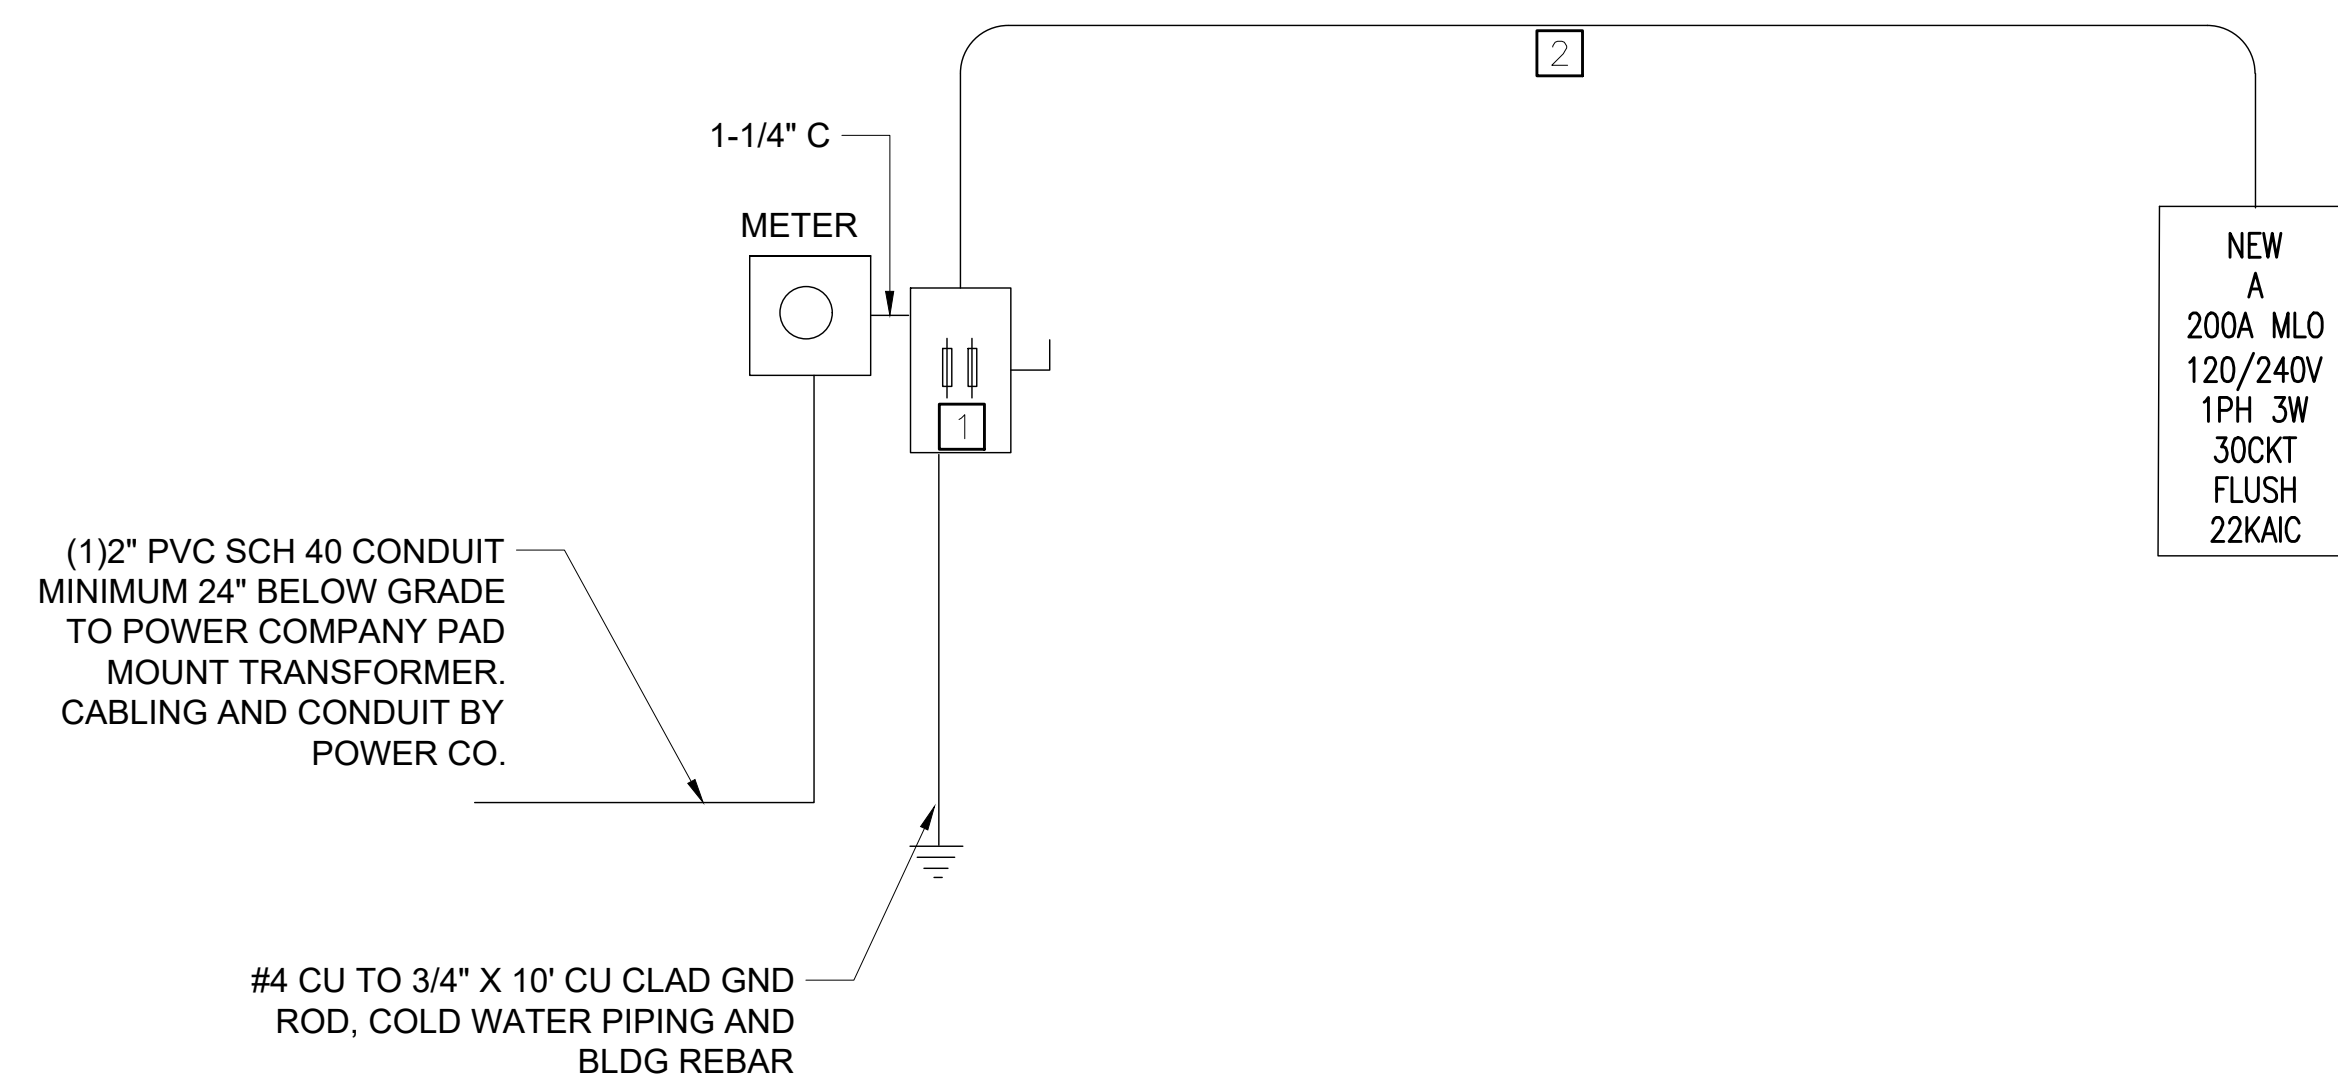 2
1-1/4" C
METER
1
NEW
A
200A MLO
120/240V
1PH 3W
30CKT
FLUSH
22KAIC
(1)2" PVC SCH 40 CONDUIT
MINIMUM 24" BELOW GRADE
TO POWER COMPANY PAD
MOUNT TRANSFORMER.
CABLING AND CONDUIT BY
POWER CO.
#4 CU TO 3/4" X 10' CU CLAD GND
ROD, COLD WATER PIPING AND
BLDG REBAR